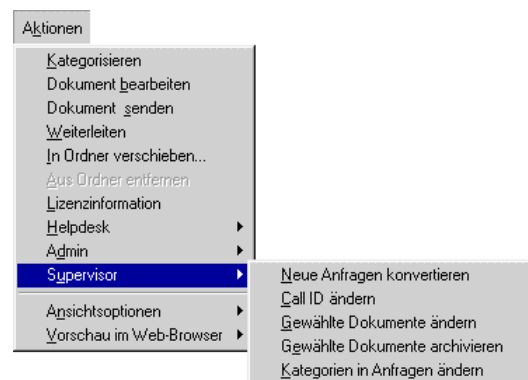 Aktionen
Kategorisieren
Dokument bearbeiten
Dokument senden
Weiterleiten
In Ordner verschieben...
Aus Ordner entfernen
Lizenzinformation
Helpdesk
Admin
Supervisor
Ansichtsoptionen
Vorschau im Web-Browser
Neue Anfragen konvertieren
Call ID ändern
Gewählte Dokumente ändern
Gewählte Dokumente archivieren
Kategorien in Anfragen ändern